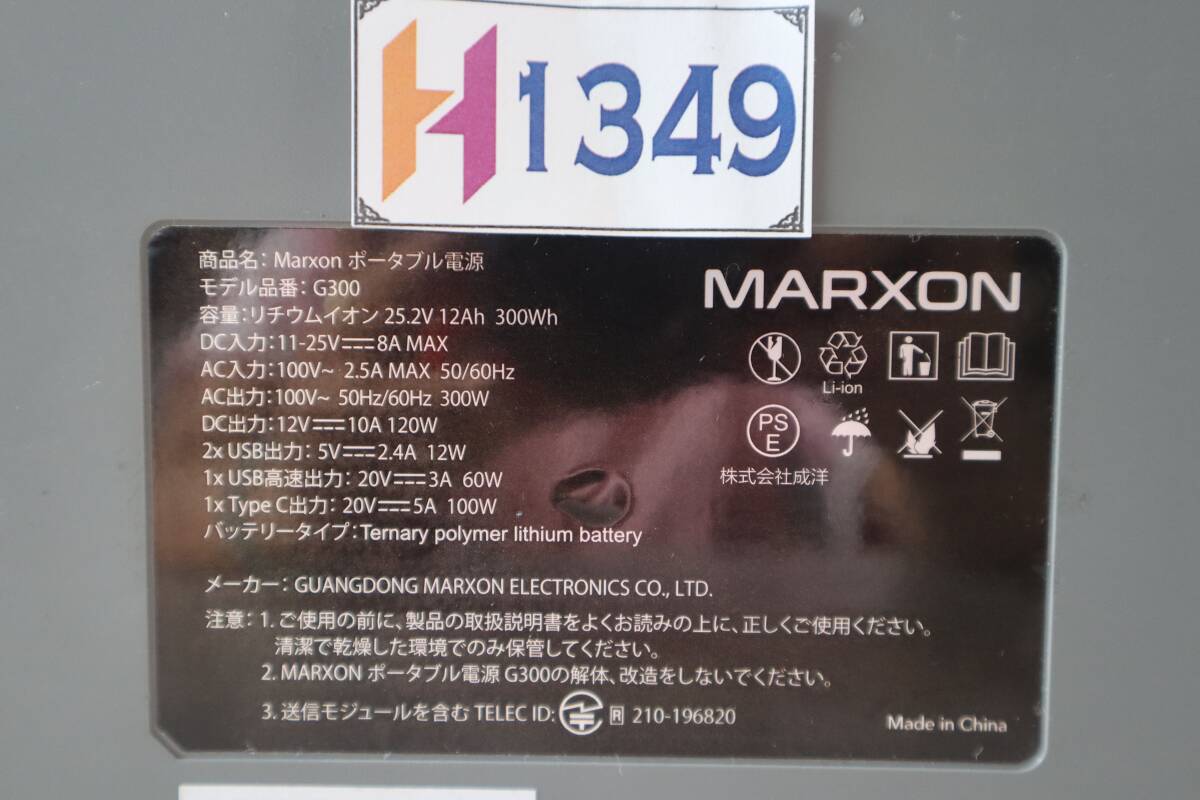 H1349
商品名: Marxon ポータブル電源
モデル品番: G300
容量:リチウムイオン 25.2V 12Ah 300Wh
DC入力:11-25V⎓8A MAX
AC入力:100V~ 2.5A MAX 50/60Hz
AC出力:100V~ 50Hz/60Hz 300W
DC出力:12V⎓10A 120W
2x USB出力: 5V⎓2.4A 12W
1x USB高速出力: 20V⎓3A 60W
1x Type C出力: 20V⎓5A 100W
バッテリータイプ:Ternary polymer lithium battery
MARXON
Li-ion
PS
E
株式会社成洋
メーカー: GUANGDONG MARXON ELECTRONICS CO., LTD.
注意: 1. ご使用の前に、製品の取扱説明書をよくお読みの上に、正しくご使用ください。
清潔で乾燥した環境でのみ保管してください。
2. MARXON ポータブル電源 G300の解体、改造をしないでください。
3. 送信モジュールを含む TELEC ID: R 210-196820
Made in China